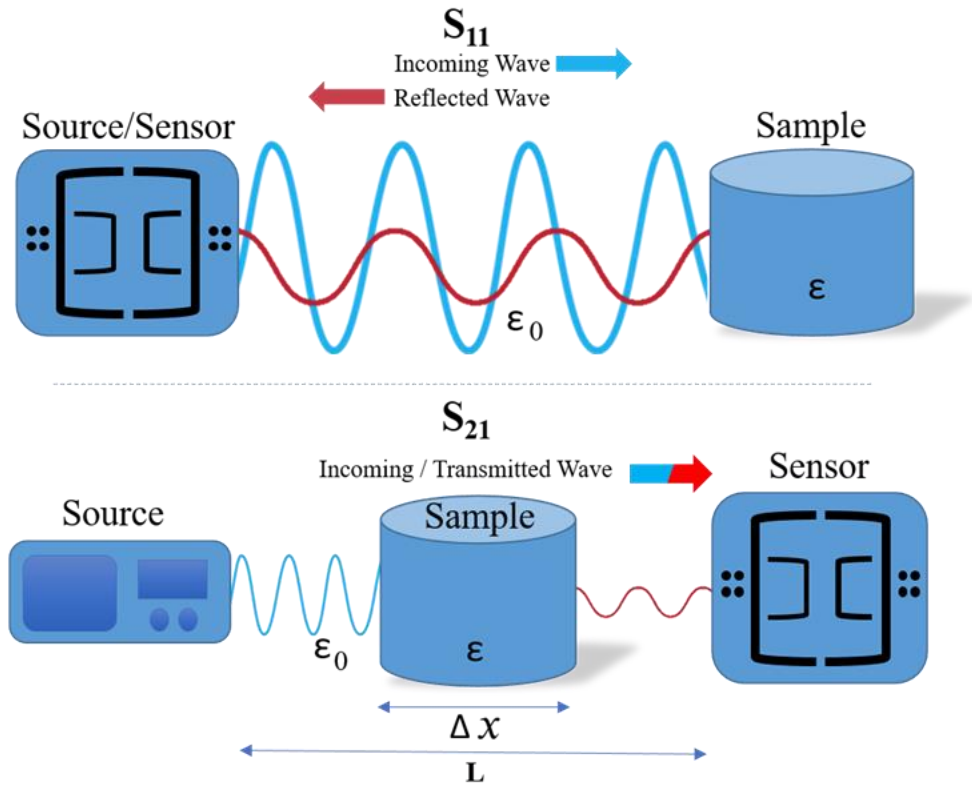 S₁₁
Incoming Wave
Reflected Wave
Source/Sensor
Sample
ε
ε₀
S₂₁
Incoming / Transmitted Wave
Sensor
Source
Sample
ε₀
ε
Δ x
L